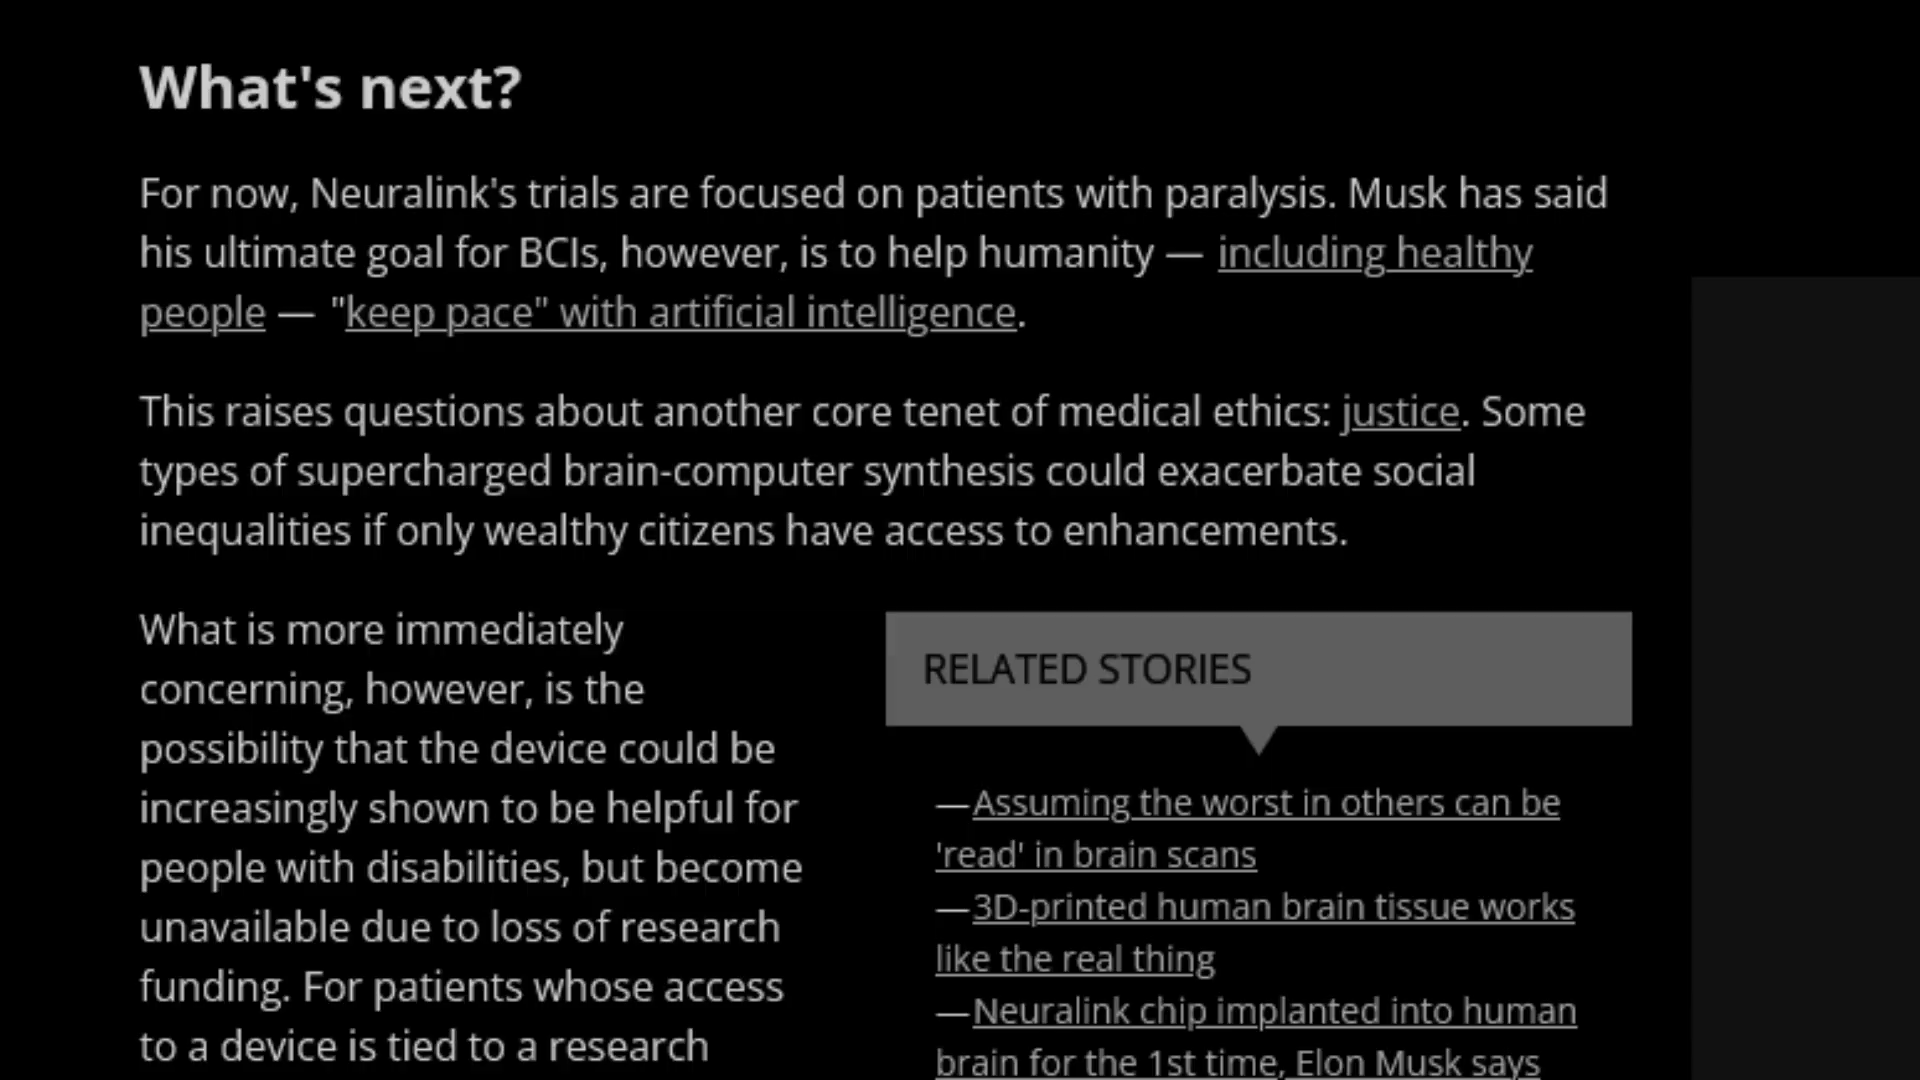 What's next?
For now, Neuralink's trials are focused on patients with paralysis. Musk has said
his ultimate goal for BCIs, however, is to help humanity — including healthy
people — "keep pace" with artificial intelligence.
This raises questions about another core tenet of medical ethics: justice. Some
types of supercharged brain-computer synthesis could exacerbate social
inequalities if only wealthy citizens have access to enhancements.
What is more immediately
concerning, however, is the
possibility that the device could be
increasingly shown to be helpful for
people with disabilities, but become
unavailable due to loss of research
funding. For patients whose access
to a device is tied to a research
RELATED STORIES
—Assuming the worst in others can be
'read' in brain scans
—3D-printed human brain tissue works
like the real thing
—Neuralink chip implanted into human
brain for the 1st time, Elon Musk says